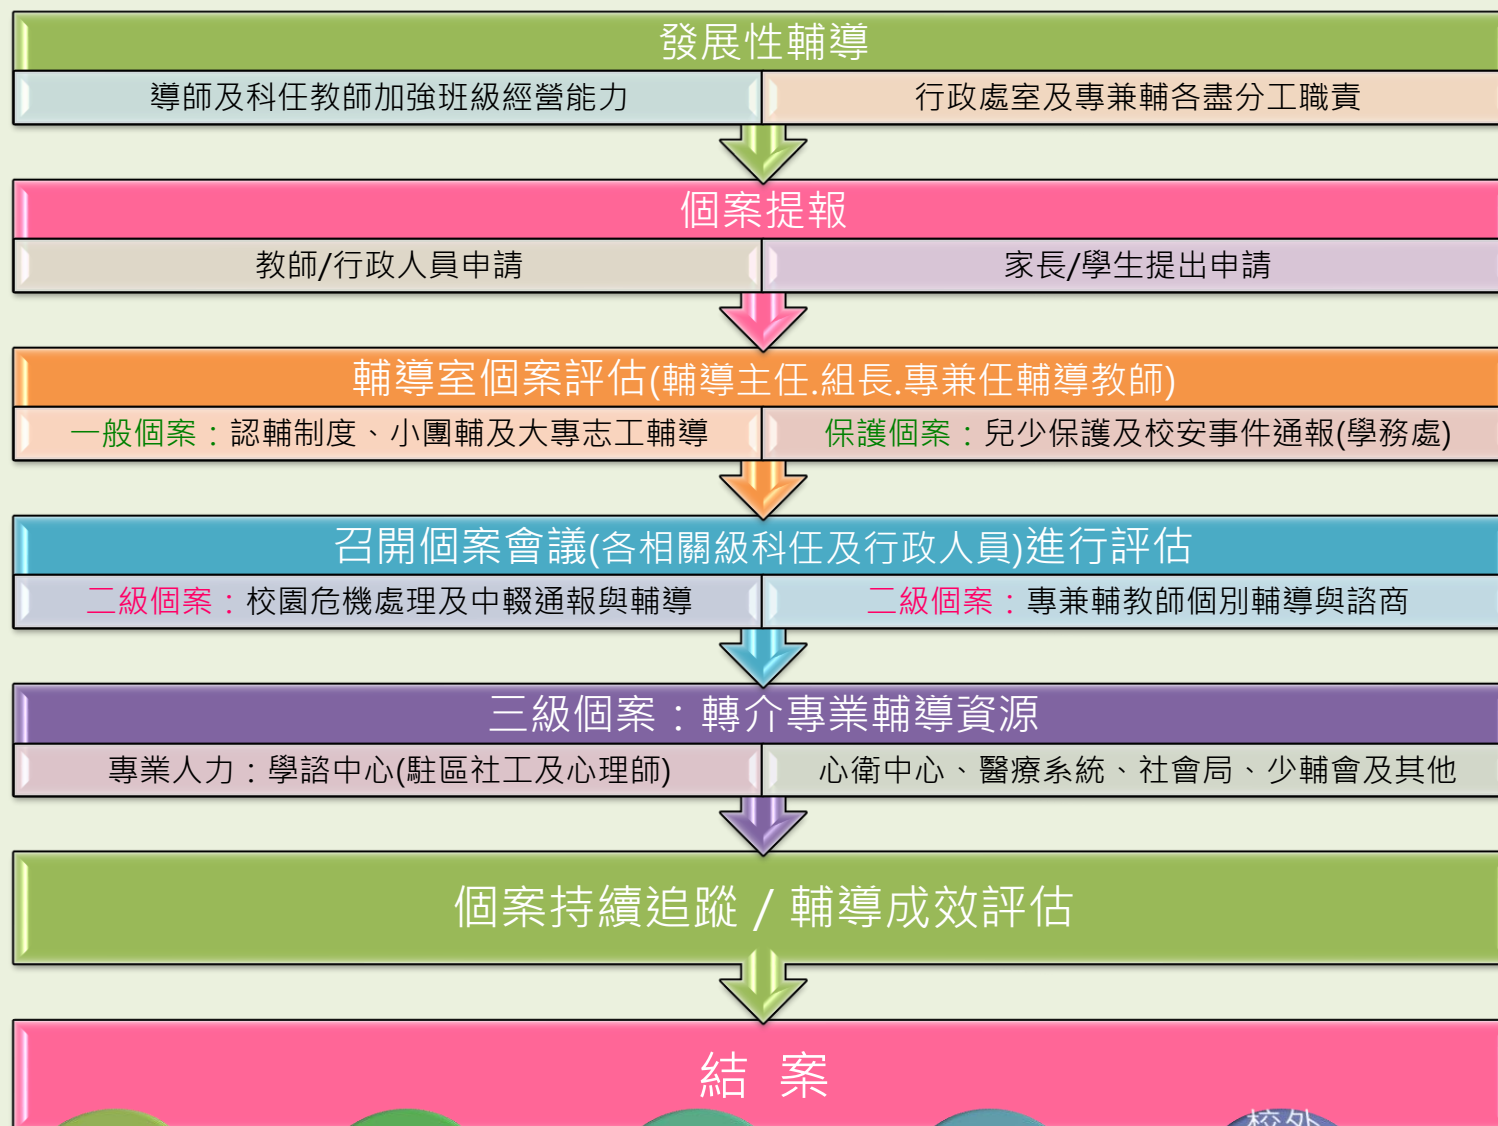 發展性輔導
導師及科任教師加強班級經營能力
行政處室及專兼輔各盡分工職責
個案提報
教師/行政人員申請
家長/學生提出申請
輔導室個案評估(輔導主任.組長.專兼任輔導教師)
一般個案：認輔制度、小團輔及大專志工輔導
保護個案：兒少保護及校安事件通報(學務處)
召開個案會議(各相關級科任及行政人員)進行評估
二級個案：校園危機處理及中輟通報與輔導
二級個案：專兼輔教師個別輔導與諮商
三級個案：轉介專業輔導資源
專業人力：學諮中心(駐區社工及心理師)
心衛中心、醫療系統、社會局、少輔會及其他
個案持續追蹤 / 輔導成效評估
結 案
校外